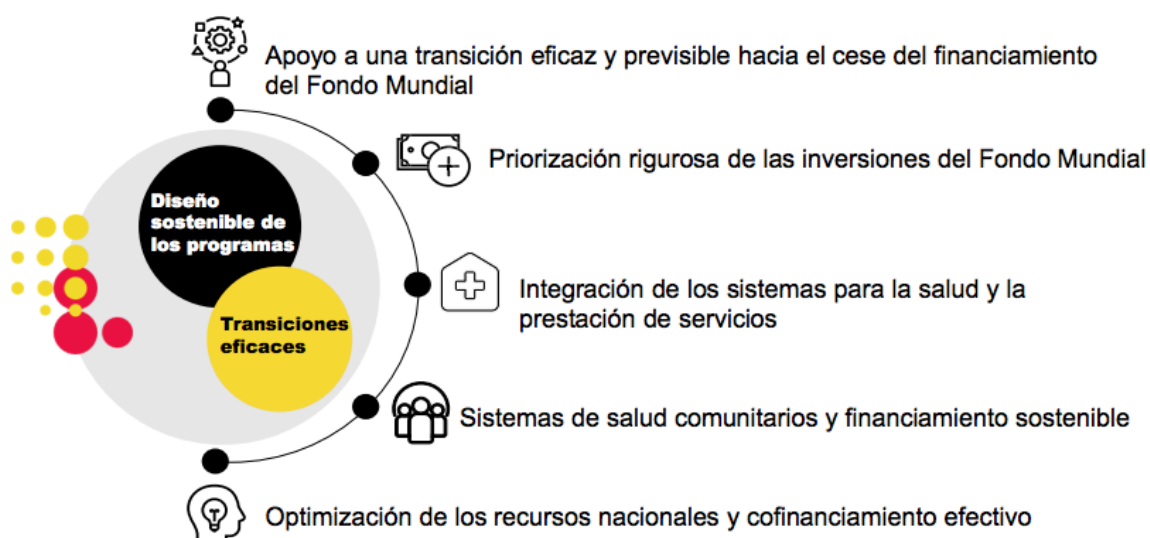 Apoyo a una transición eficaz y previsible hacia el cese del financiamiento
del Fondo Mundial
Priorización rigurosa de las inversiones del Fondo Mundial
Diseño
sostenible de
los programas
Integración de los sistemas para la salud y la
prestación de servicios
Transiciones
eficaces
Sistemas de salud comunitarios y financiamiento sostenible
Optimización de los recursos nacionales y cofinanciamiento efectivo